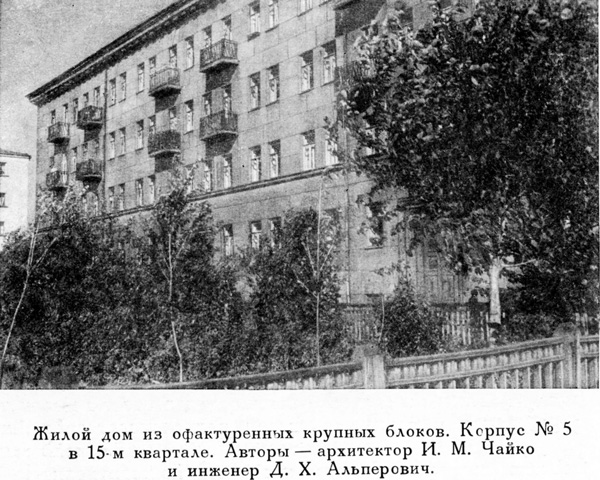 Жилой дом из офактуренных крупных блоков. Корпус № 5
в 15-м квартале. Авторы — архитектор И. М. Чайко
и инженер Д. Х. Альперович.